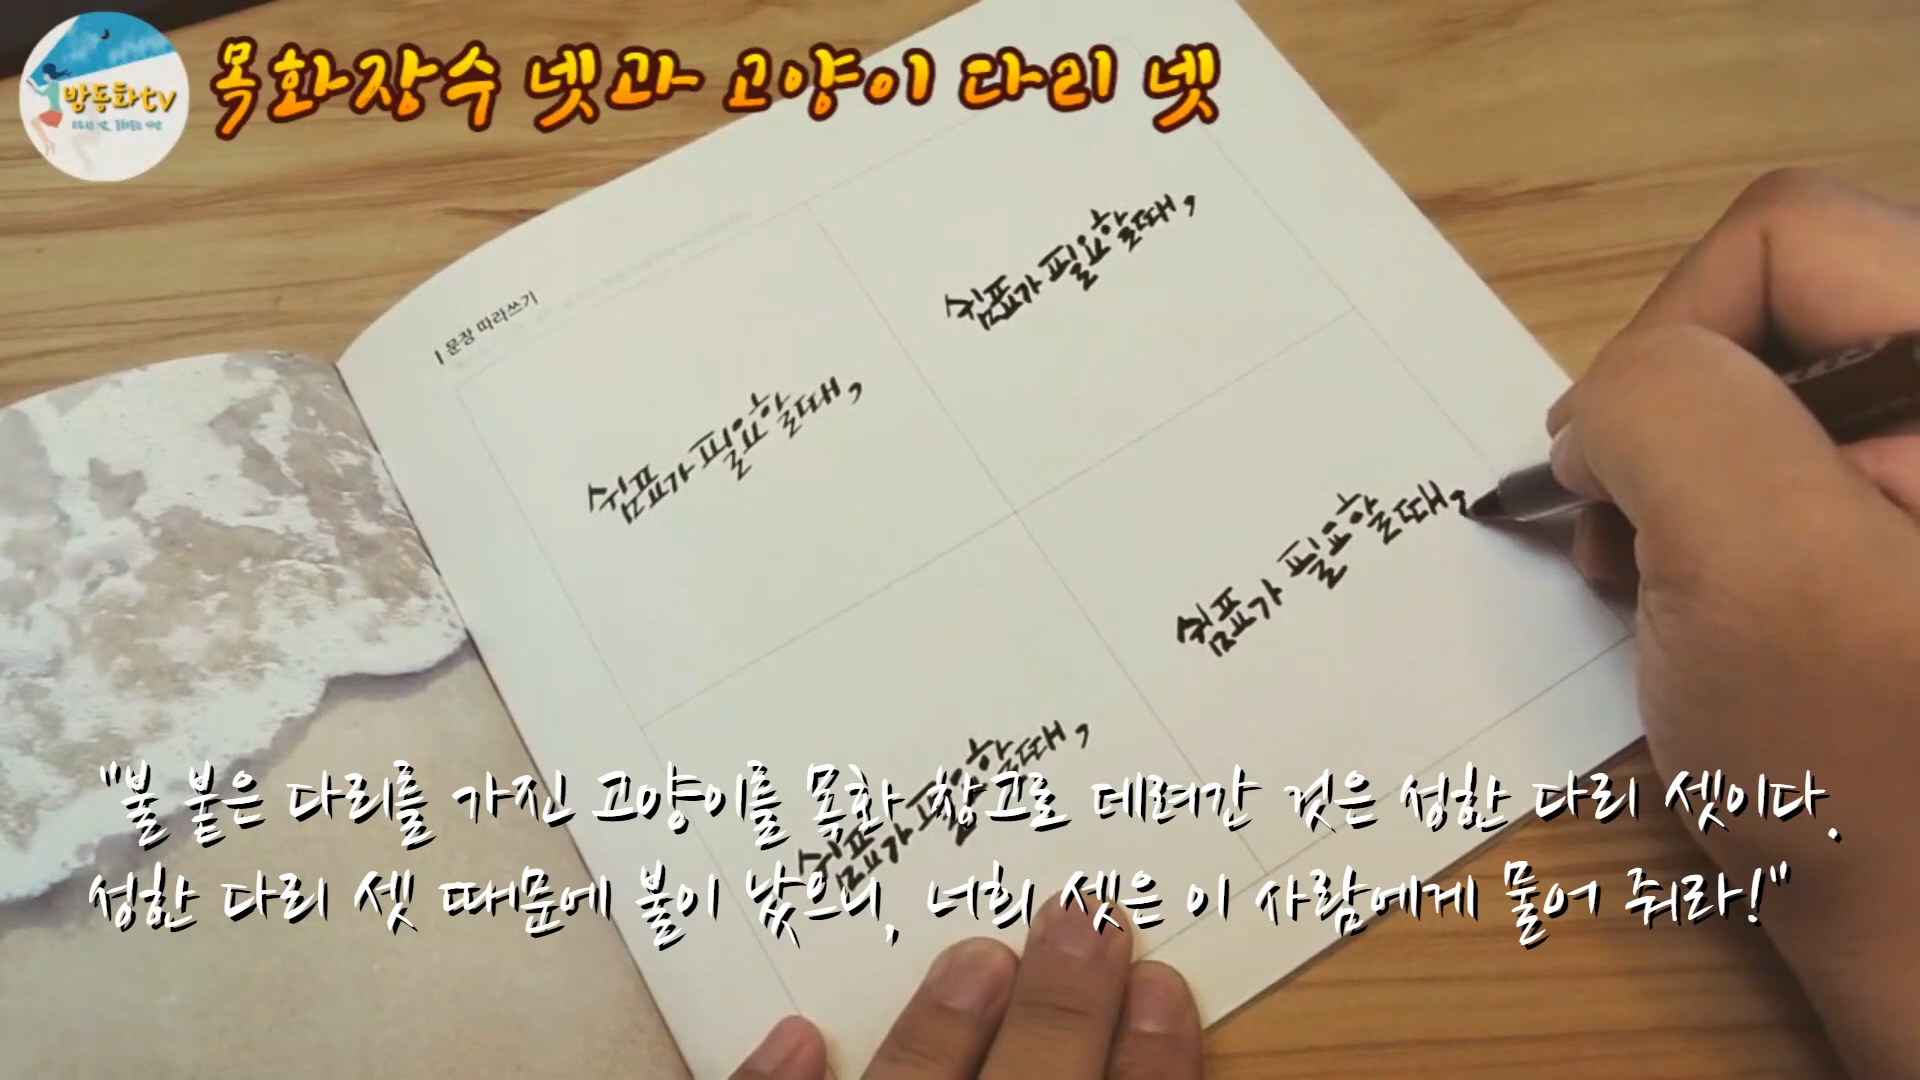 밤동화tv
목화장수 넷과 고양이 다리 넷
문장 따라쓰기
쉼표가 필요할때,
쉼표가 필요할때,
쉼표가 필요할때,
쉼표가 필요할때,
"불 붙은 다리를 가진 고양이를 목화 창고로 데려간 것은 성한 다리 셋이다.
성한 다리 셋 때문에 불이 났으니, 너희 셋은 이 사람에게 물어 줘라!"